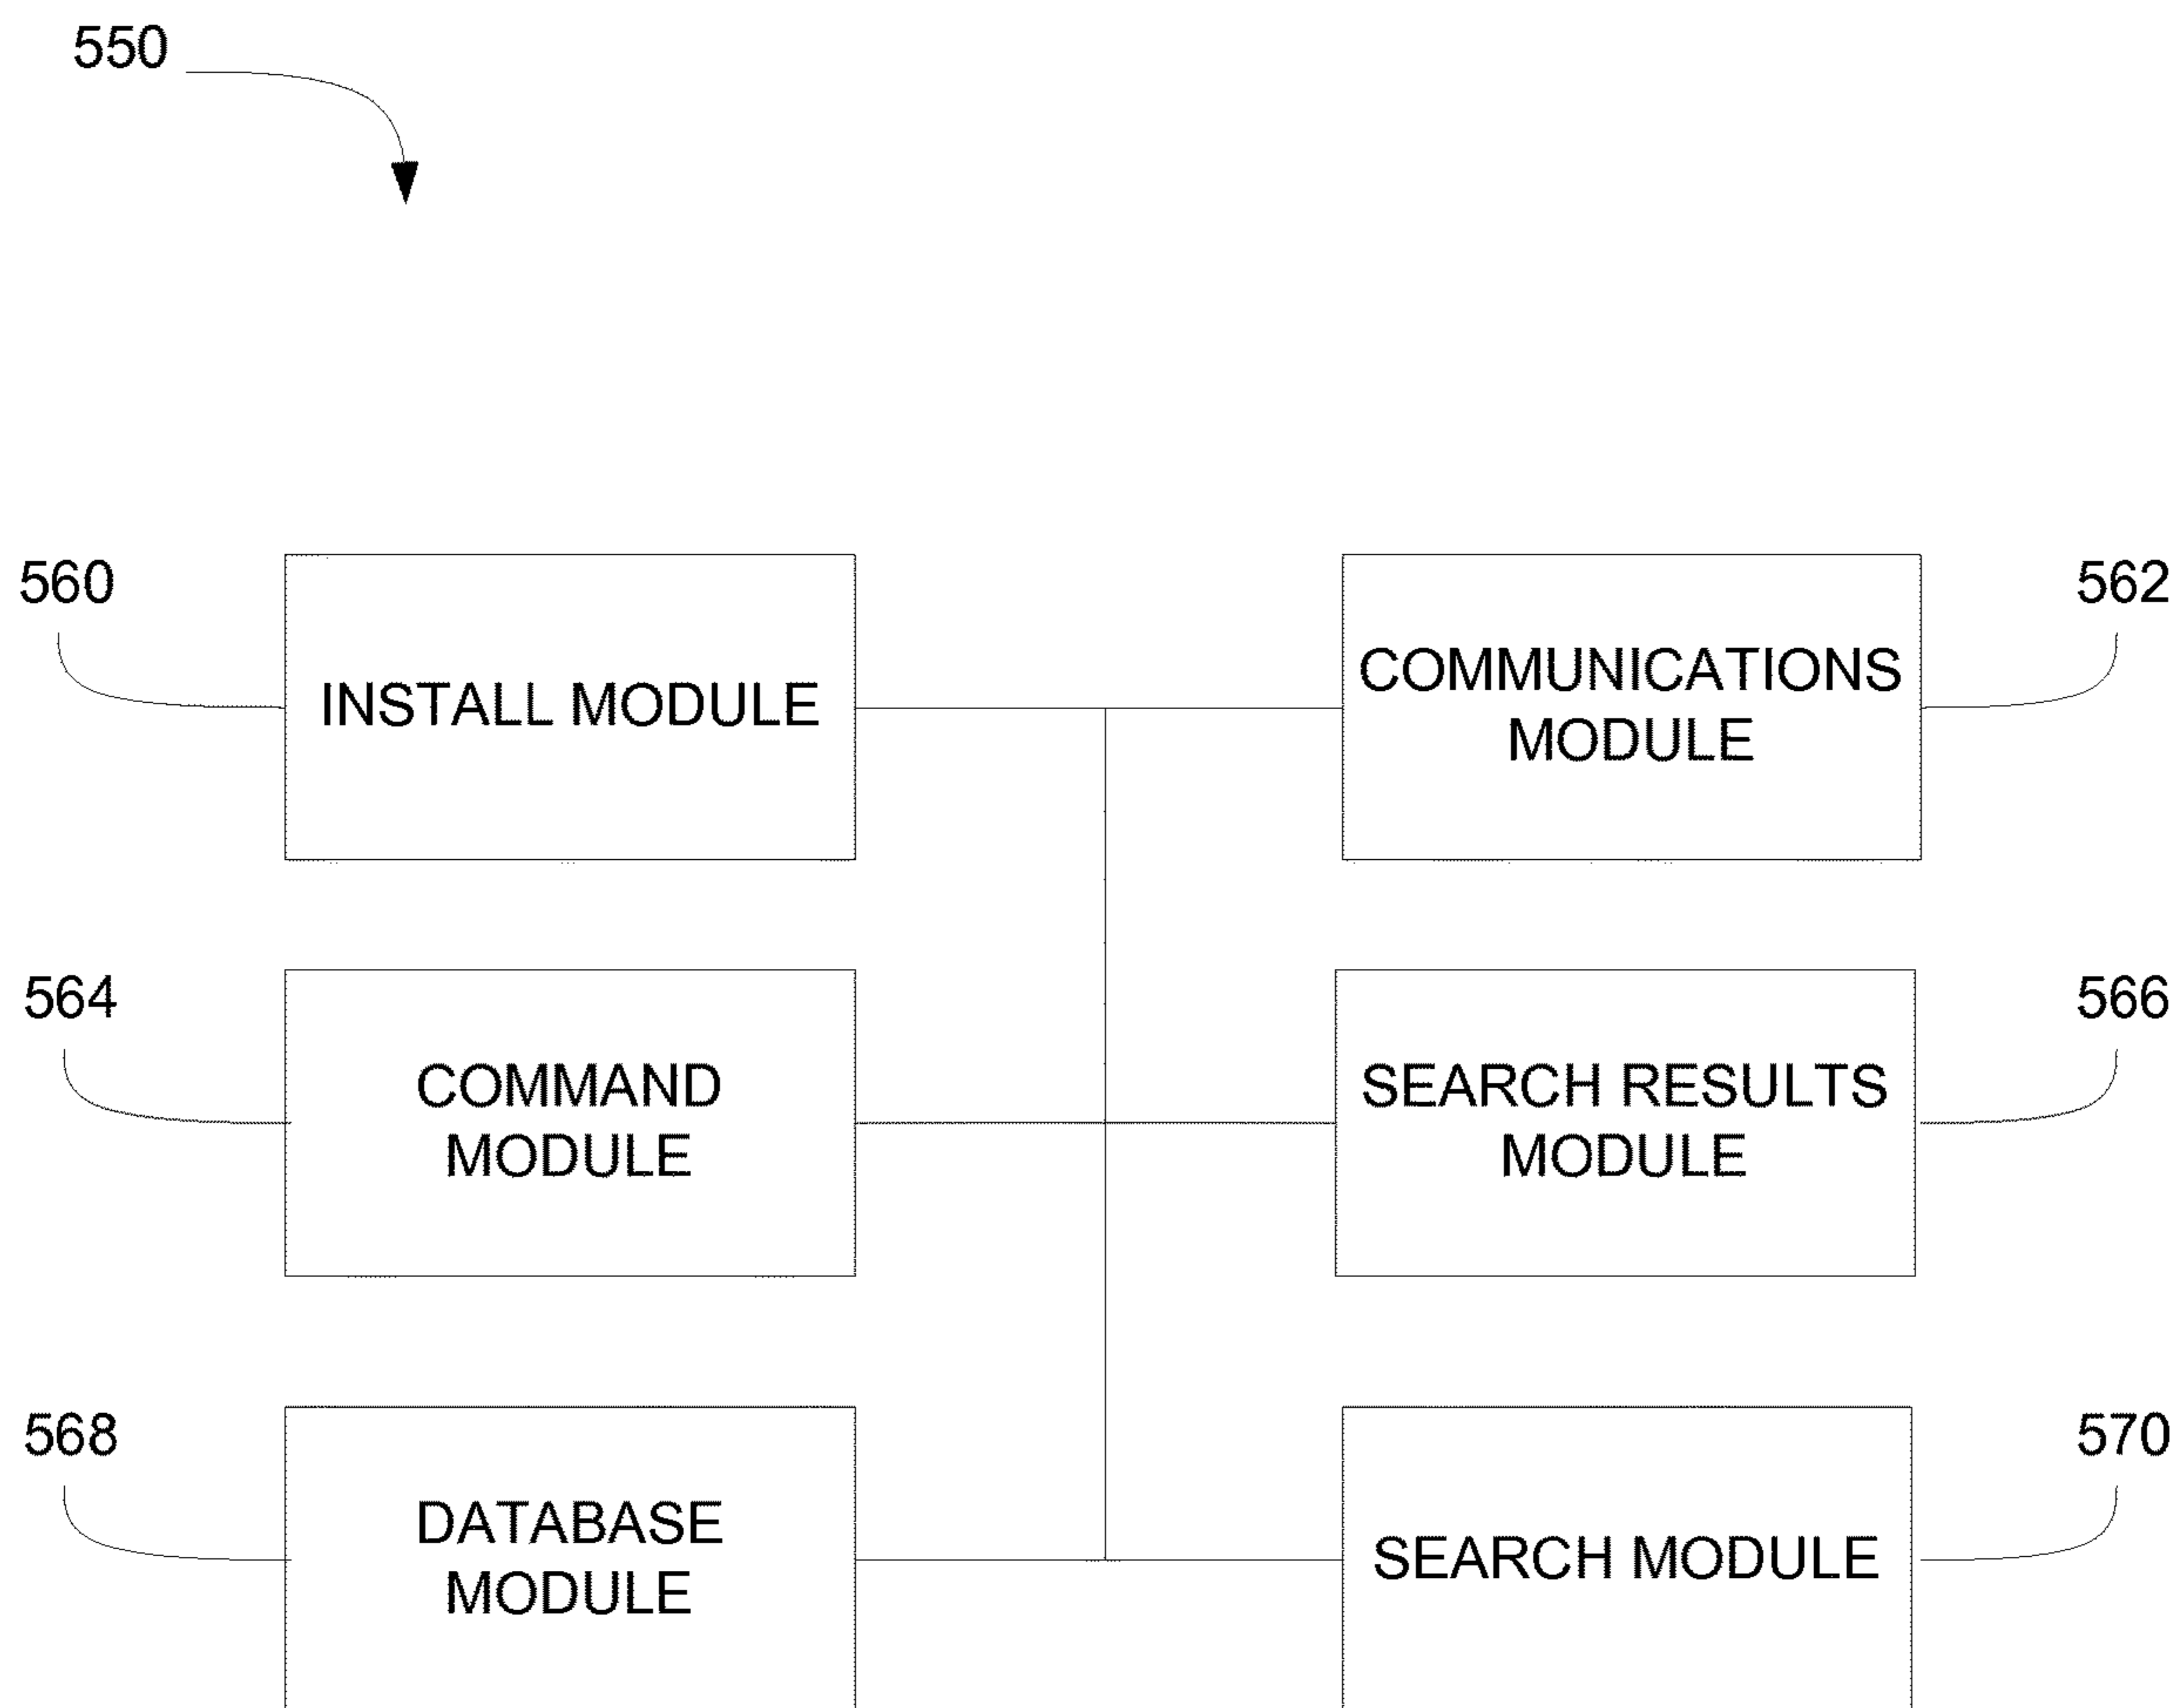 550
560
INSTALL MODULE
COMMUNICATIONS
MODULE
562
564
COMMAND
MODULE
SEARCH RESULTS
MODULE
566
568
DATABASE
MODULE
SEARCH MODULE
570